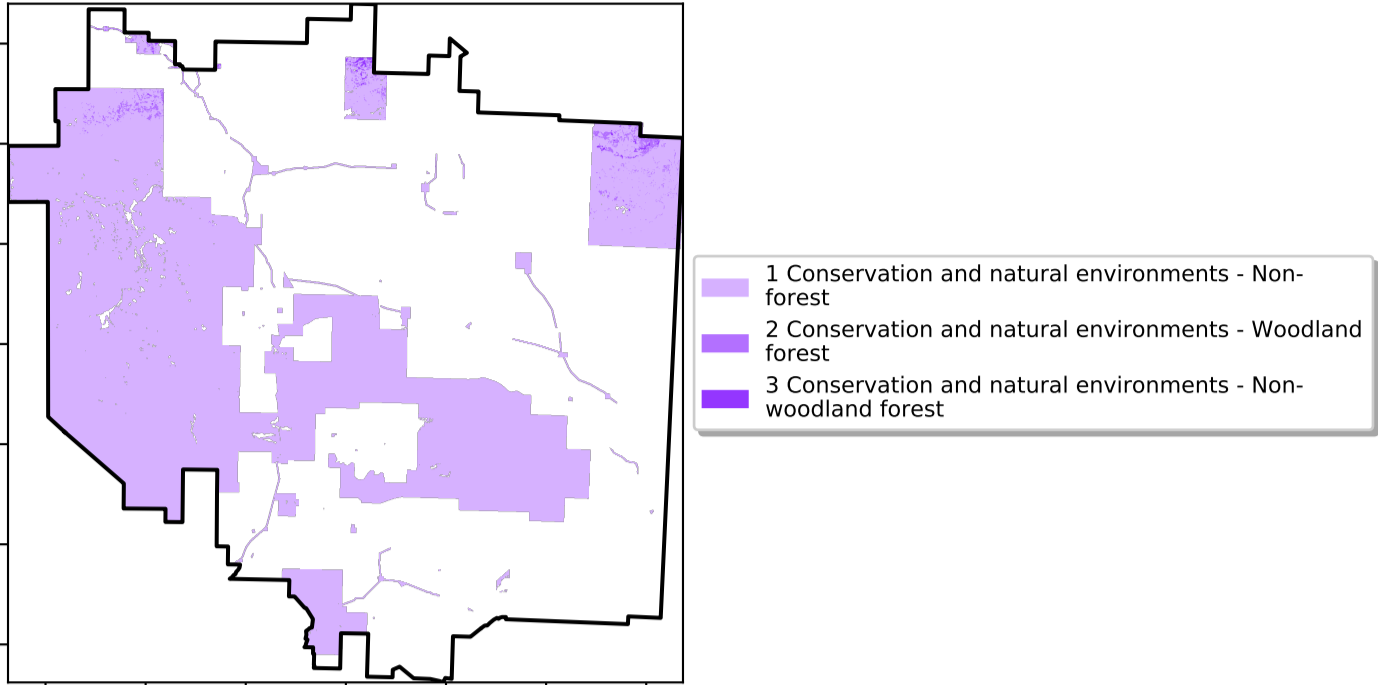 1 Conservation and natural environments - Non-
forest
2 Conservation and natural environments - Woodland
forest
3 Conservation and natural environments - Non-
woodland forest